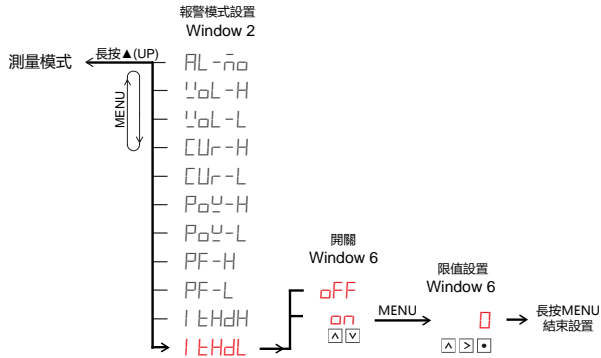 報警模式設置
Window 2
測量模式
長按▲(UP)
MENU
AL-no
VoL-H
VoL-L
CUr-H
CUr-L
PoW-H
PoW-L
PF-H
PF-L
ItHdH
ItHdL
開關
Window 6
oFF
on
MENU
限值設置
Window 6
0
長按MENU
結束設置